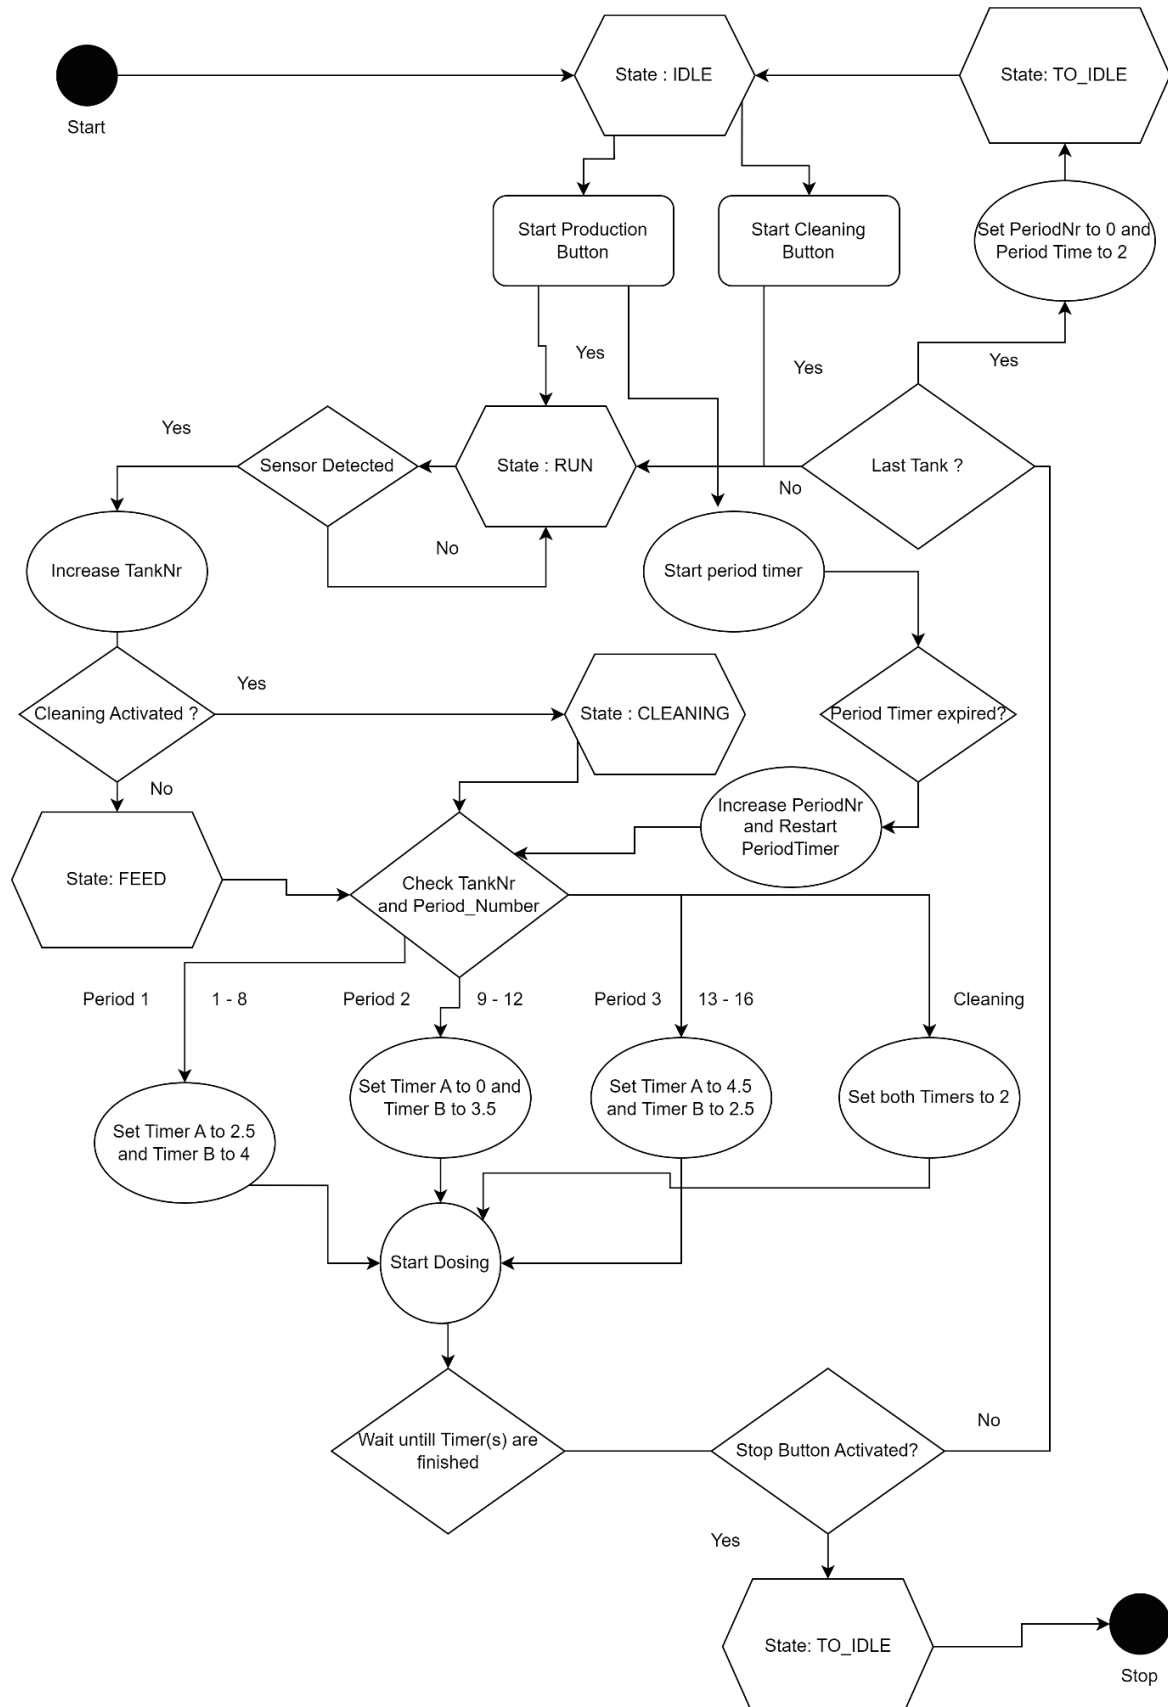 State : IDLE
State: TO_IDLE
Start
Start Production
Button
Start Cleaning
Button
Set PeriodNr to 0 and
Period Time to 2
Yes
Yes
Yes
Yes
Sensor Detected
State : RUN
Last Tank ?
No
No
Increase TankNr
Start period timer
Yes
Cleaning Activated ?
State : CLEANING
Period Timer expired?
No
Increase PeriodNr
and Restart
PeriodTimer
State: FEED
Check TankNr
and Period_Number
Period 1
1 - 8
Period 2
9 - 12
Period 3
13 - 16
Cleaning
Set Timer A to 0 and
Timer B to 3.5
Set Timer A to 4.5
and Timer B to 2.5
Set both Timers to 2
Set Timer A to 2.5
and Timer B to 4
Start Dosing
No
Wait untill Timer(s) are
finished
Stop Button Activated?
Yes
State: TO_IDLE
Stop